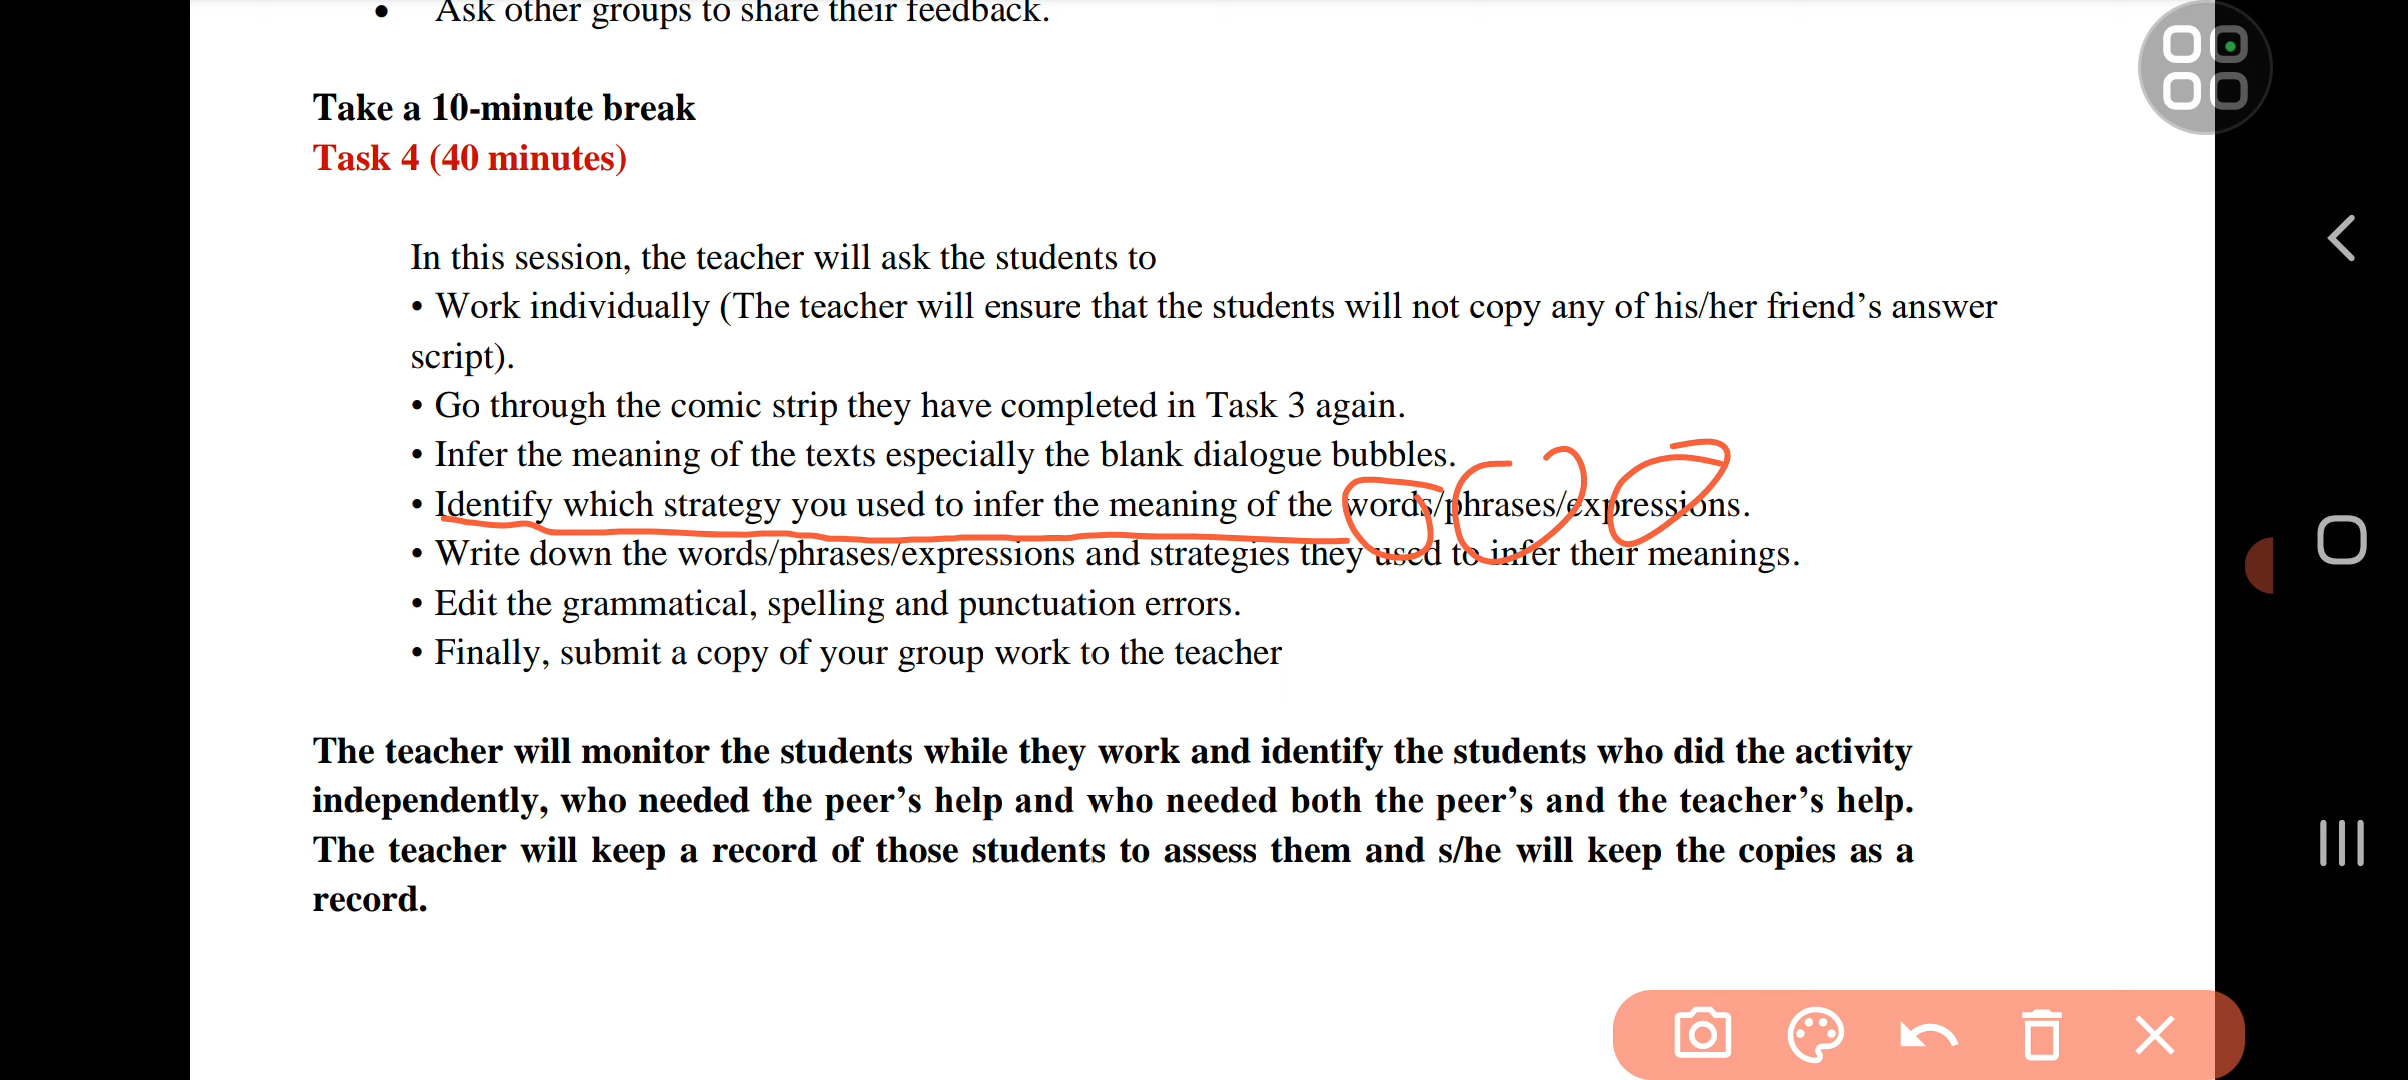 • Ask other groups to share their feedback.
Take a 10-minute break
Task 4 (40 minutes)
In this session, the teacher will ask the students to
• Work individually (The teacher will ensure that the students will not copy any of his/her friend’s answer
script).
• Go through the comic strip they have completed in Task 3 again.
• Infer the meaning of the texts especially the blank dialogue bubbles.
• Identify which strategy you used to infer the meaning of the words/phrases/expressions.
• Write down the words/phrases/expressions and strategies they used to infer their meanings.
• Edit the grammatical, spelling and punctuation errors.
• Finally, submit a copy of your group work to the teacher
The teacher will monitor the students while they work and identify the students who did the activity
independently, who needed the peer’s help and who needed both the peer’s and the teacher’s help.
The teacher will keep a record of those students to assess them and s/he will keep the copies as a
record.